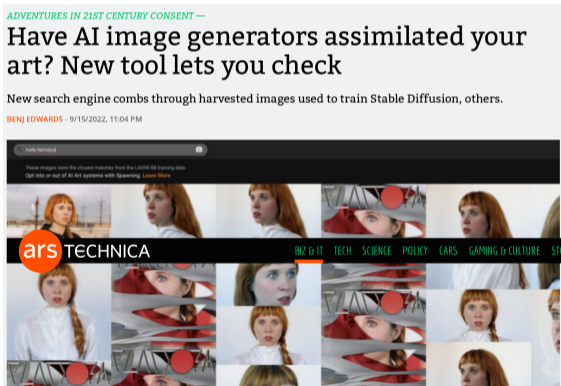 ADVENTURES IN 21ST CENTURY CONSENT —
Have AI image generators assimilated your
art? New tool lets you check
New search engine combs through harvested images used to train Stable Diffusion, others.
BENJ EDWARDS - 9/15/2022, 11:04 PM
holly herndon
These images were the closest matches from the LAION-5B training data.
Opt into or out of AI Art systems with Spawning. Learn More
ars TECHNICA
BIZ & IT TECH SCIENCE POLICY CARS GAMING & CULTURE ST